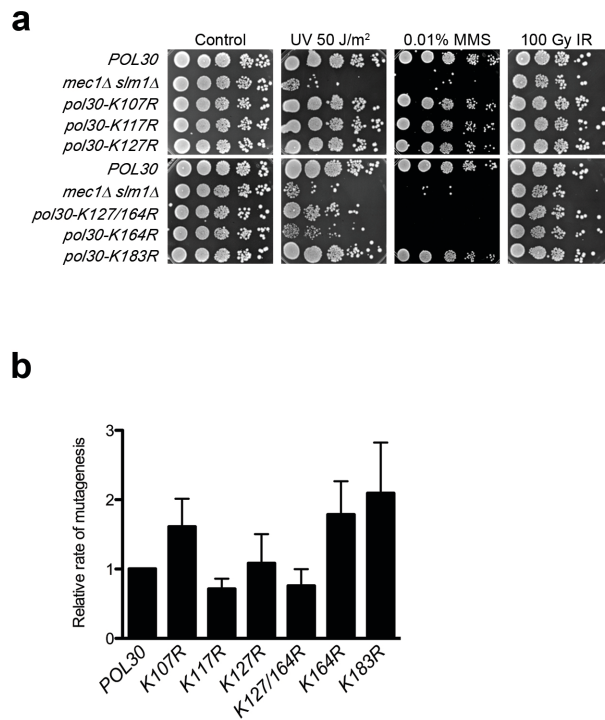 a
Control UV 50 J/m² 0.01% MMS 100 Gy IR
POL30
mec1Δ slm1Δ
pol30-K107R
pol30-K117R
pol30-K127R
POL30
mec1Δ slm1Δ
pol30-K127/164R
pol30-K164R
pol30-K183R
b
Relative rate of mutagenesis
3
2
1
0
POL30 K107R K117R K127R K127/164R K164R K183R